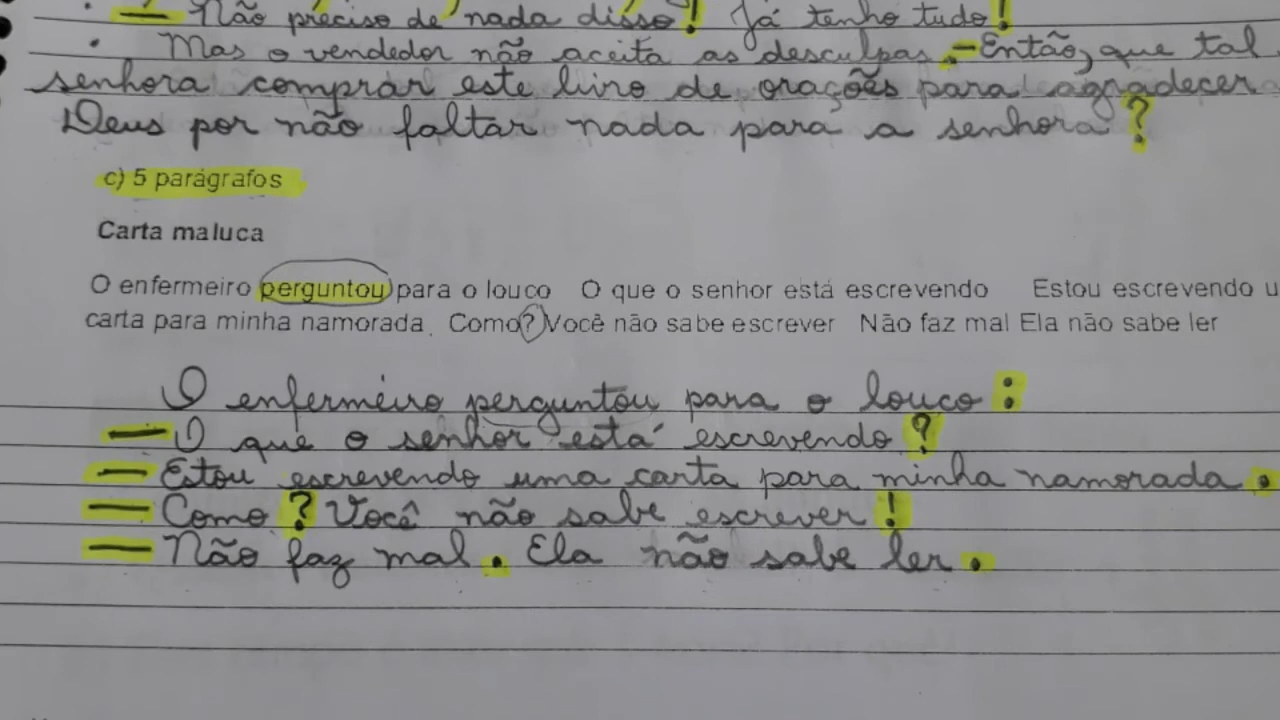 — Não preciso de nada disso! Já tenho tudo!
Mas o vendedor não aceita as desculpas. — Então, que tal
senhora comprar este livro de orações para agradecer
Deus por não faltar nada para a senhora?
c) 5 parágrafos
Carta maluca
O enfermeiro perguntou para o louco O que o senhor está escrevendo Estou escrevendo u
carta para minha namorada. Como? Você não sabe escrever Não faz mal Ela não sabe ler
O enfermeiro perguntou para o louco:
— O que o senhor está escrevendo?
— Estou escrevendo uma carta para minha namorada.
— Como? Você não sabe escrever!
— Não faz mal. Ela não sabe ler.